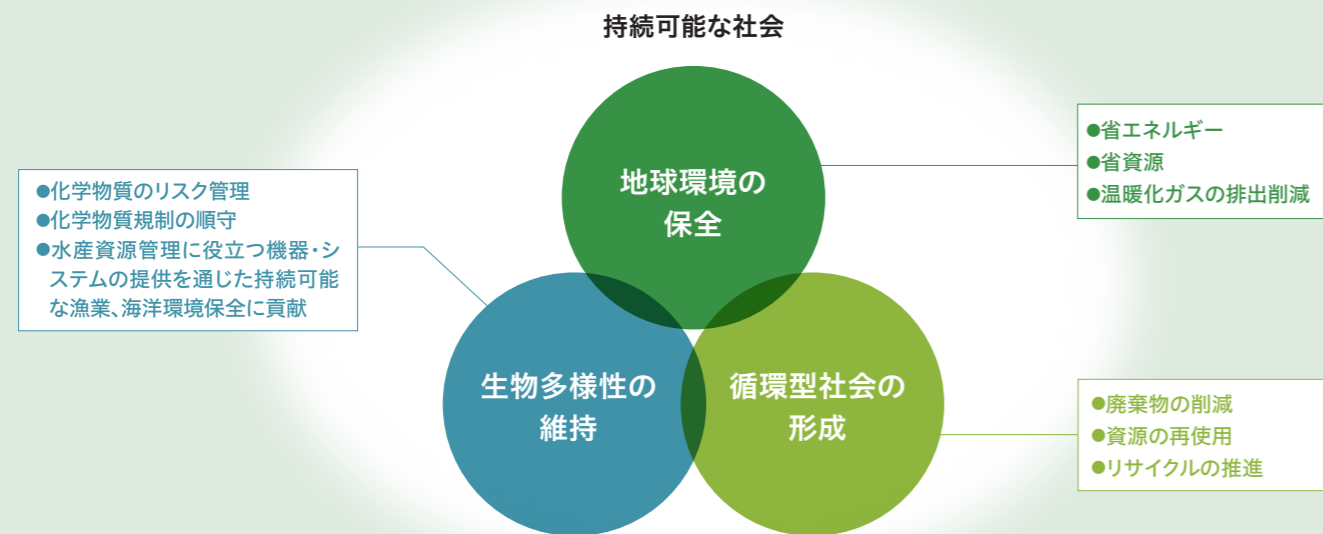 持続可能な社会
地球環境の
保全
●省エネルギー
●省資源
●温暖化ガスの排出削減
●化学物質のリスク管理
●化学物質規制の順守
●水産資源管理に役立つ機器・シ
ステムの提供を通じた持続可能
な漁業、海洋環境保全に貢献
生物多様性の
維持
循環型社会の
形成
●廃棄物の削減
●資源の再使用
●リサイクルの推進